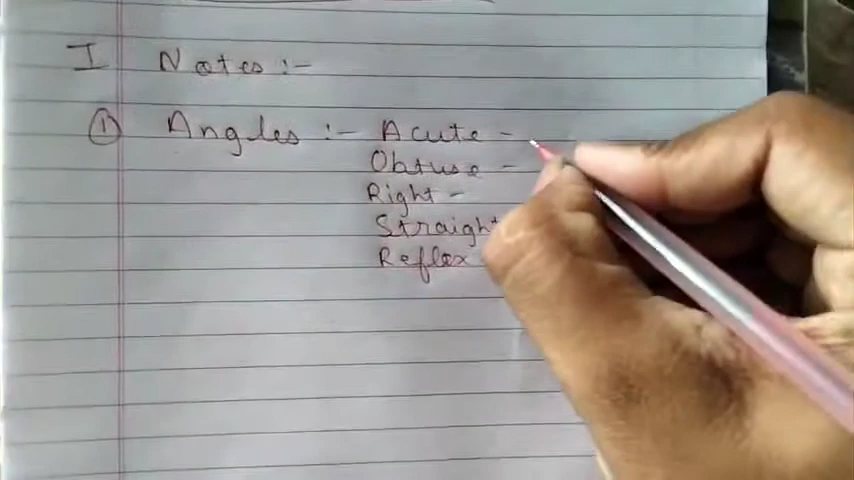 I Notes :-
① Angles :- Acute -
Obtuse -
Right -
Straight
Reflex